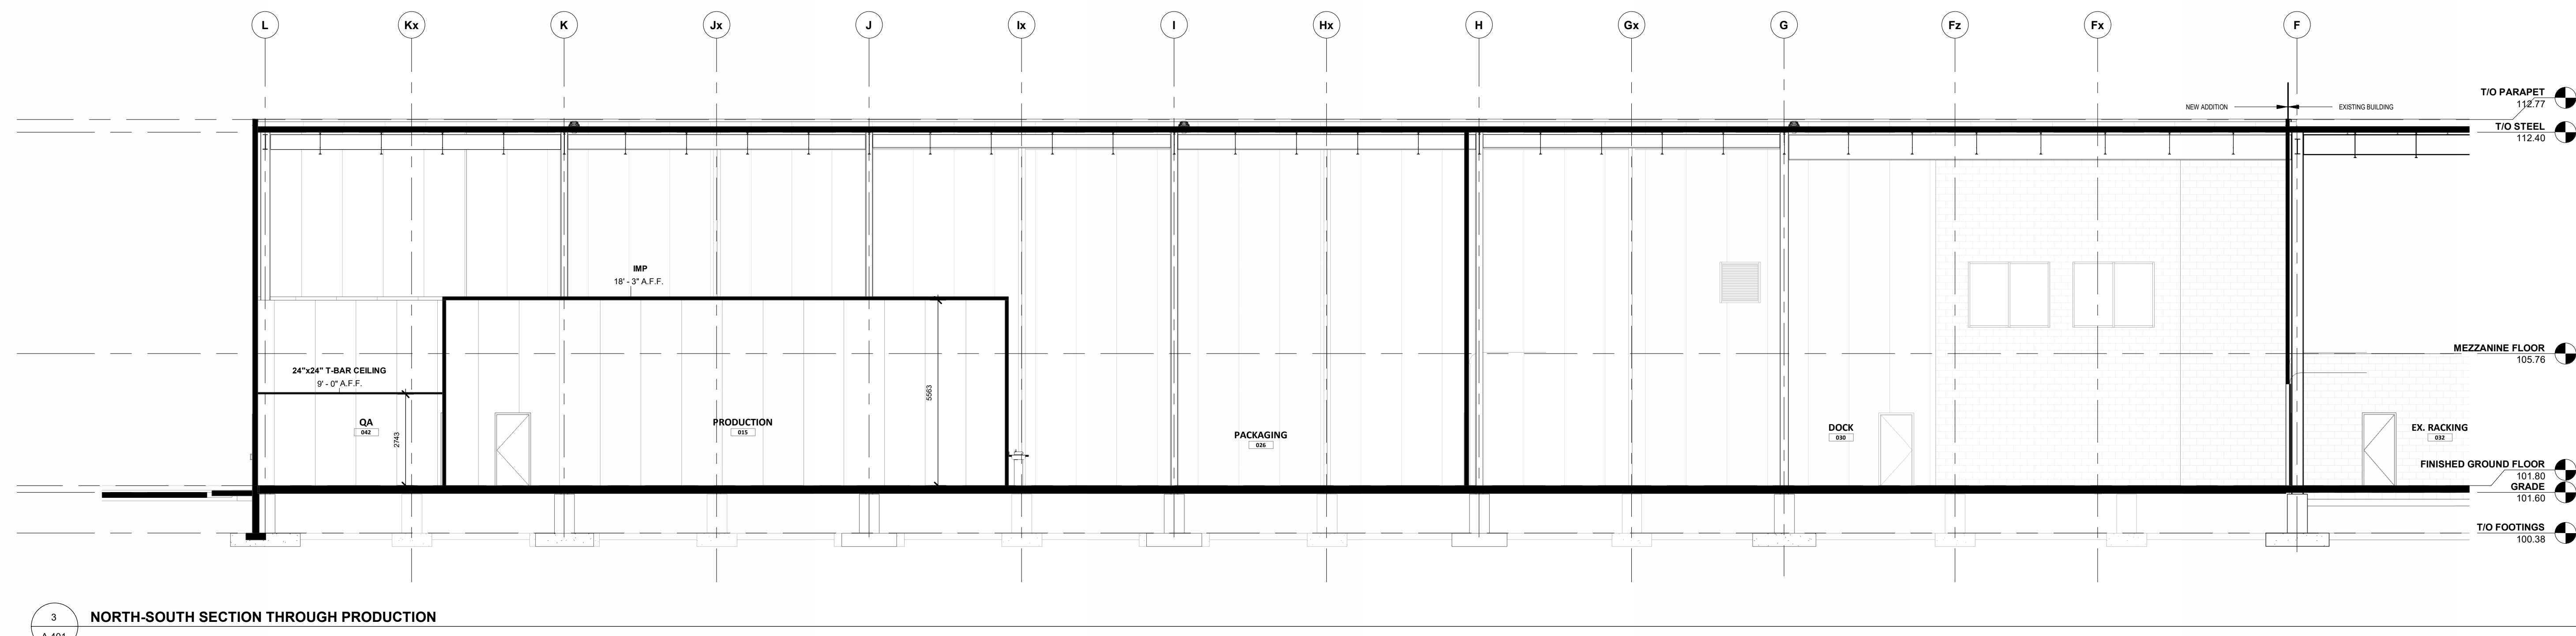 L Kx K Jx J Ix I Hx H Gx G Fz Fx F
T/O PARAPET
112.77
NEW ADDITION
EXISTING BUILDING
T/O STEEL
112.40
IMP
18' - 3" A.F.F.
MEZZANINE FLOOR
105.76
24"x24" T-BAR CEILING
9' - 0" A.F.F.
5563
QA
042
2743
PRODUCTION
015
PACKAGING
026
DOCK
030
EX. RACKING
032
FINISHED GROUND FLOOR
101.80
GRADE
101.60
T/O FOOTINGS
100.38
3
NORTH-SOUTH SECTION THROUGH PRODUCTION